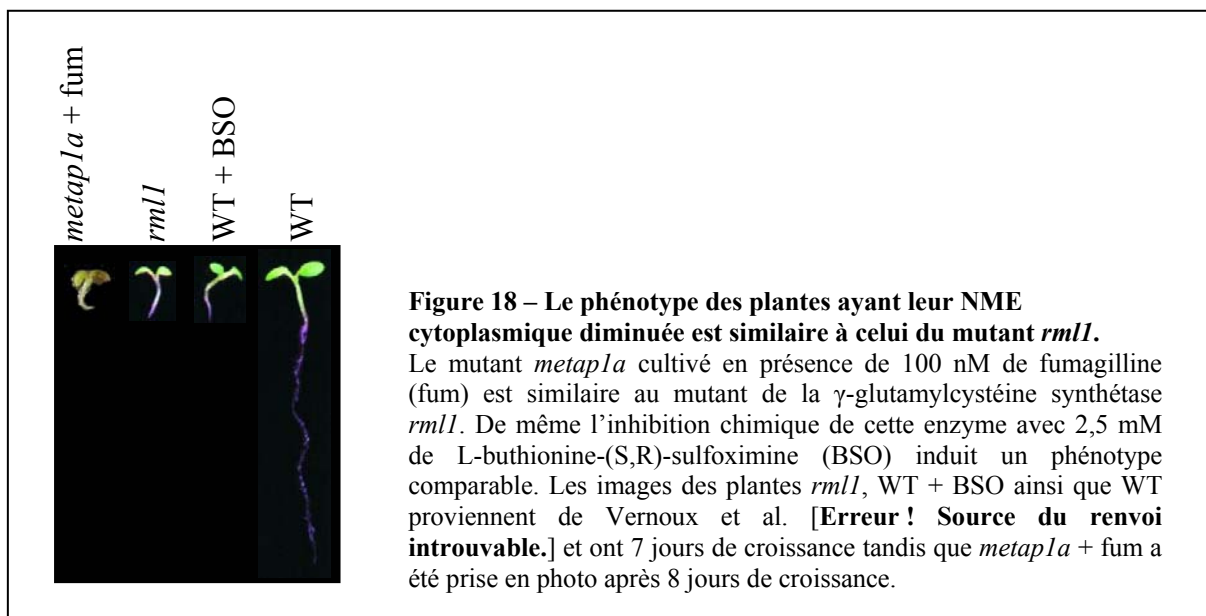 metap1a + fum
rml1
WT + BSO
WT
Figure 18 – Le phénotype des plantes ayant leur NME
cytoplasmique diminuée est similaire à celui du mutant rml1.
Le mutant metap1a cultivé en présence de 100 nM de fumagilline
(fum) est similaire au mutant de la γ-glutamylcystéine synthétase
rml1. De même l’inhibition chimique de cette enzyme avec 2,5 mM
de L-buthionine-(S,R)-sulfoximine (BSO) induit un phénotype
comparable. Les images des plantes rml1, WT + BSO ainsi que WT
proviennent de Vernoux et al. [Erreur ! Source du renvoi
introuvable.] et ont 7 jours de croissance tandis que metap1a + fum a
été prise en photo après 8 jours de croissance.